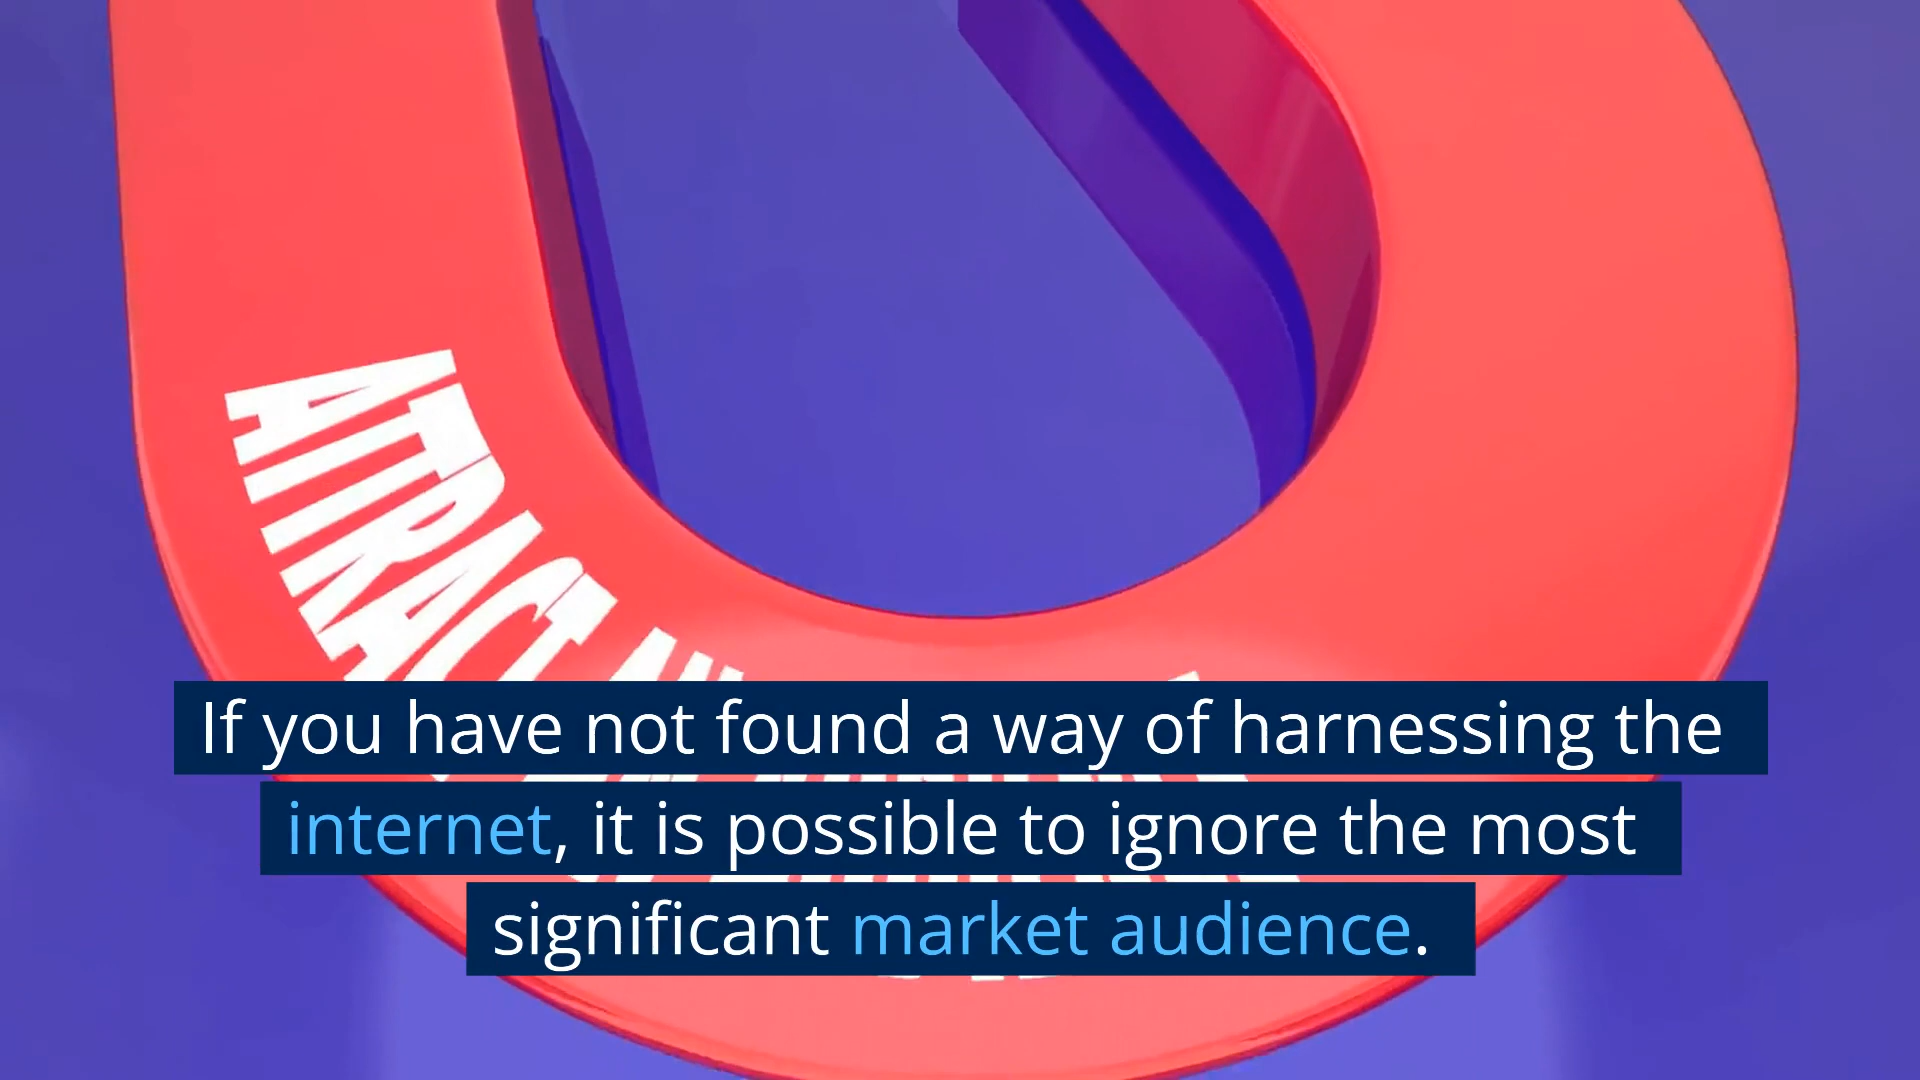 ATTRACT
If you have not found a way of harnessing the
internet, it is possible to ignore the most
significant market audience.